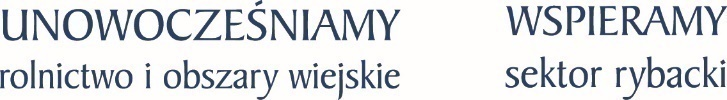 UNOWOCZEŚNIAMY
rolnictwo i obszary wiejskie
WSPIERAMY
sektor rybacki